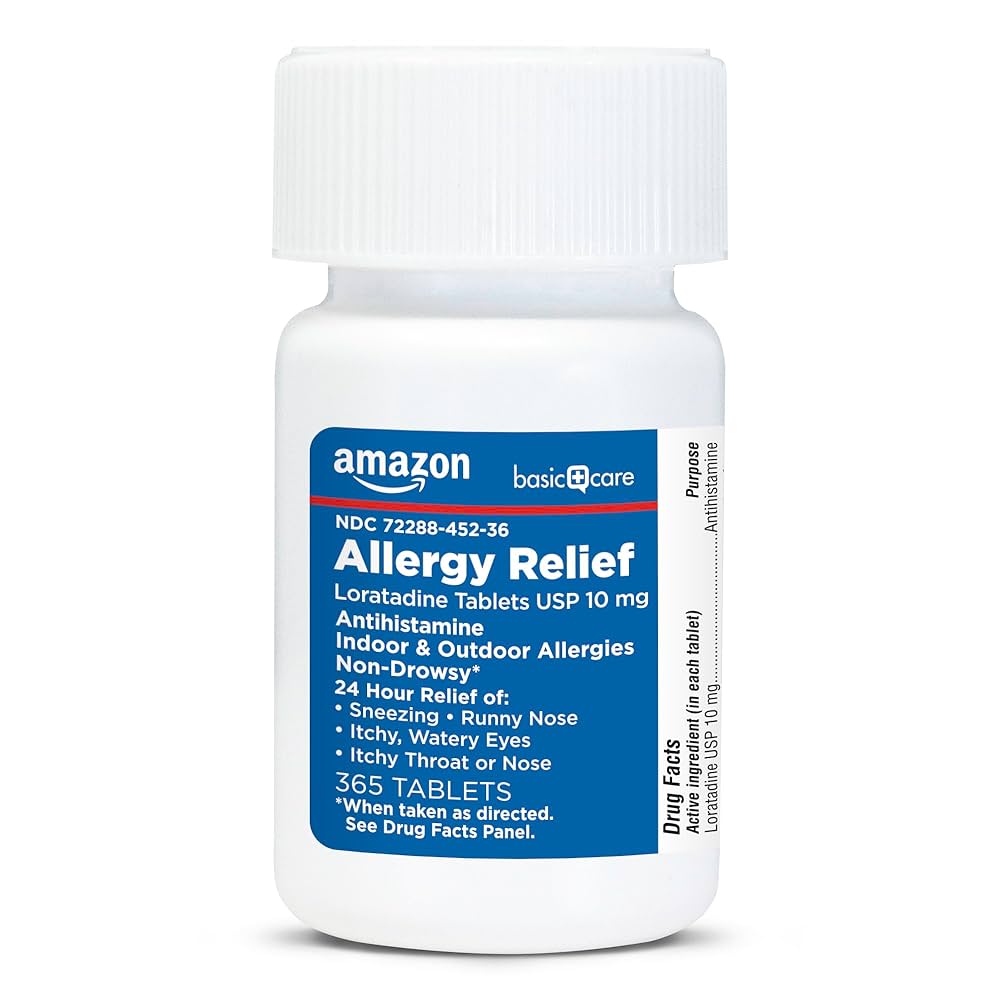 amazon
basic care
NDC 72288-452-36
Allergy Relief
Loratadine Tablets USP 10 mg
Antihistamine
Indoor & Outdoor Allergies
Non-Drowsy*
24 Hour Relief of:
• Sneezing • Runny Nose
• Itchy, Watery Eyes
• Itchy Throat or Nose
365 TABLETS
*When taken as directed.
See Drug Facts Panel.
Drug Facts
Active ingredient (in each tablet) Purpose
Loratadine USP 10 mg..........................Antihistamine